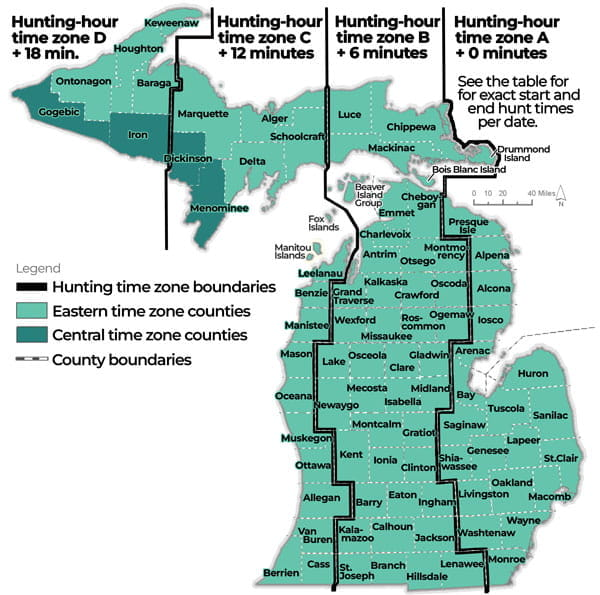 Hunting-hour
time zone D
+ 18 min.
Hunting-hour
time zone C
+ 12 minutes
Hunting-hour
time zone B
+ 6 minutes
Hunting-hour
time zone A
+ 0 minutes
See the table for
for exact start and
end hunt times
per date.
Keweenaw
Houghton
Ontonagon
Baraga
Gogebic
Iron
Marquette
Dickinson
Menominee
Delta
Alger
Schoolcraft
Luce
Chippewa
Mackinac
Drummond
Island
Bois Blanc Island
0 10 20 40 Miles
N
Beaver
Island
Group
Fox
Islands
Manitou
Islands
Legend
Hunting time zone boundaries
Eastern time zone counties
Central time zone counties
County boundaries
Cheboy
gan
Emmet
Presque
Isle
Charlevoix
Antrim
Otsego
Montmo
rency
Alpena
Leelanau
Benzie
Grand
Traverse
Kalkaska
Crawford
Oscoda
Alcona
Manistee
Wexford
Missaukee
Ros-
common
Ogemaw
Iosco
Mason
Lake
Osceola
Clare
Gladwin
Arenac
Oceana
Newaygo
Mecosta
Isabella
Midland
Bay
Huron
Muskegon
Montcalm
Gratiot
Saginaw
Tuscola
Sanilac
Ottawa
Kent
Ionia
Clinton
Shia-
wassee
Genesee
Lapeer
St.Clair
Allegan
Barry
Eaton
Ingham
Livingston
Oakland
Macomb
Van
Buren
Kala-
mazoo
Calhoun
Jackson
Washtenaw
Wayne
Berrien
Cass
St.
Joseph
Branch
Hillsdale
Lenawee
Monroe